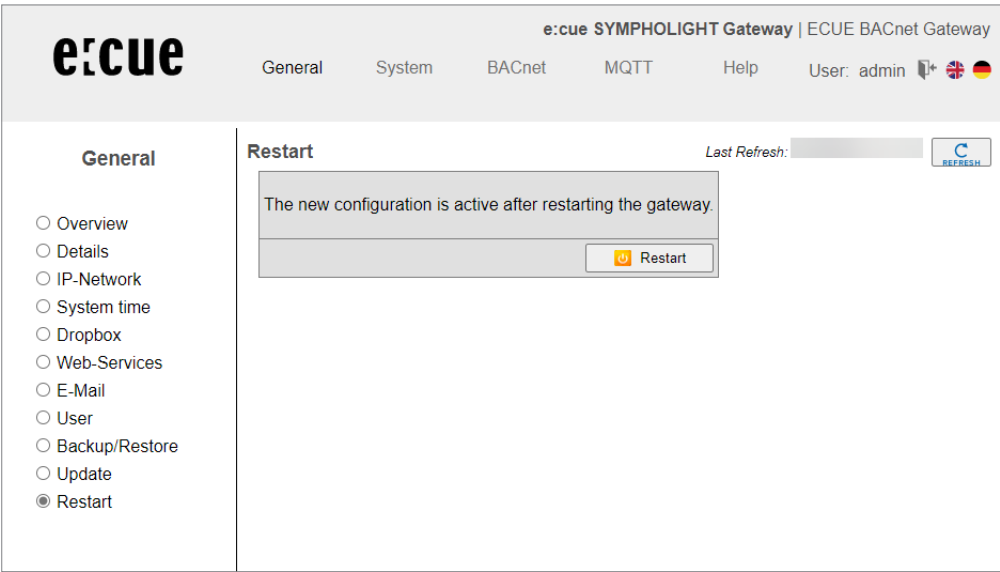 e:cue SYMPHOLIGHT Gateway | ECUE BACnet Gateway
e:cue
General System BACnet MQTT Help User: admin
General
Restart
Last Refresh:
REFRESH
The new configuration is active after restarting the gateway.
Restart
Overview
Details
IP-Network
System time
Dropbox
Web-Services
E-Mail
User
Backup/Restore
Update
Restart